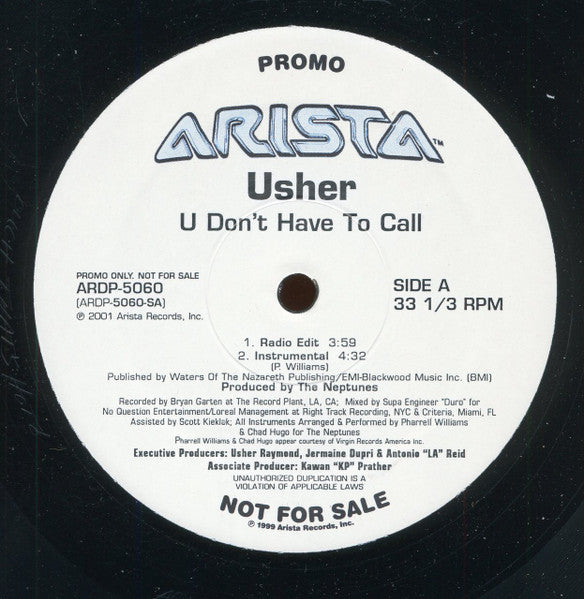 PROMO
ARISTA™
Usher
U Don't Have To Call
PROMO ONLY. NOT FOR SALE
ARDP-5060
(ARDP-5060-SA)
℗ 2001 Arista Records, Inc.
SIDE A
33 1/3 RPM
1. Radio Edit 3:59
2. Instrumental 4:32
(P. Williams)
Published by Waters Of The Nazareth Publishing/EMI-Blackwood Music Inc. (BMI)
Produced by The Neptunes
Recorded by Bryan Garten at The Record Plant, LA, CA; Mixed by Supa Engineer "Duro" for
No Question Entertainment/Loreal Management at Right Track Recording, NYC & Criteria, Miami, FL
Assisted by Scott Kieklak; All Instruments Arranged & Performed by Pharrell Williams
& Chad Hugo for The Neptunes
Pharrell Williams & Chad Hugo appear courtesy of Virgin Records America Inc.
Executive Producers: Usher Raymond, Jermaine Dupri & Antonio "LA" Reid
Associate Producer: Kawan "KP" Prather
UNAUTHORIZED DUPLICATION IS A
VIOLATION OF APPLICABLE LAWS
NOT FOR SALE
℗ 1999 Arista Records, Inc.